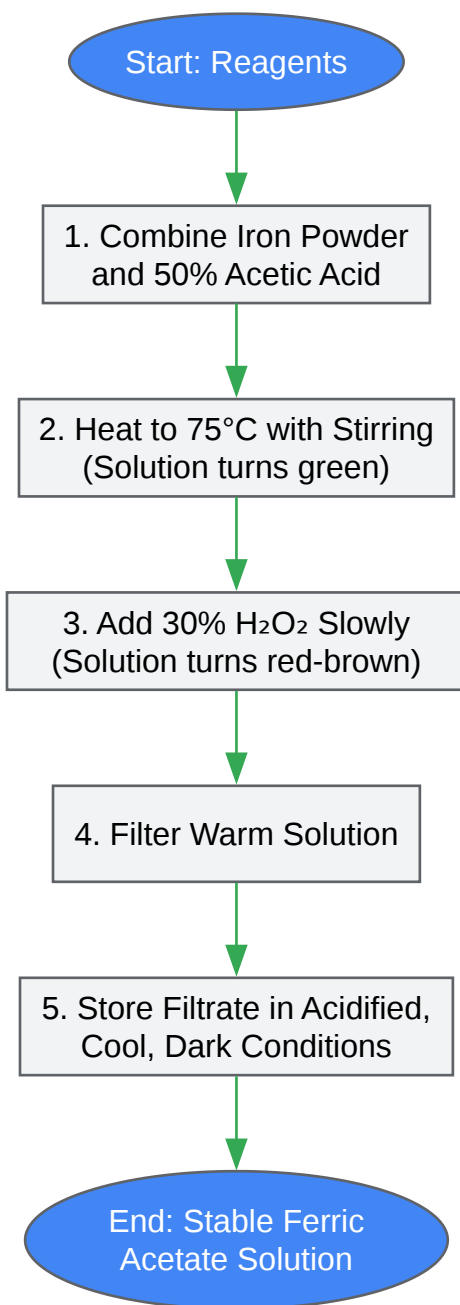 Start: Reagents
1. Combine Iron Powder
and 50% Acetic Acid
2. Heat to 75°C with Stirring
(Solution turns green)
3. Add 30% H₂O₂ Slowly
(Solution turns red-brown)
4. Filter Warm Solution
5. Store Filtrate in Acidified,
Cool, Dark Conditions
End: Stable Ferric
Acetate Solution